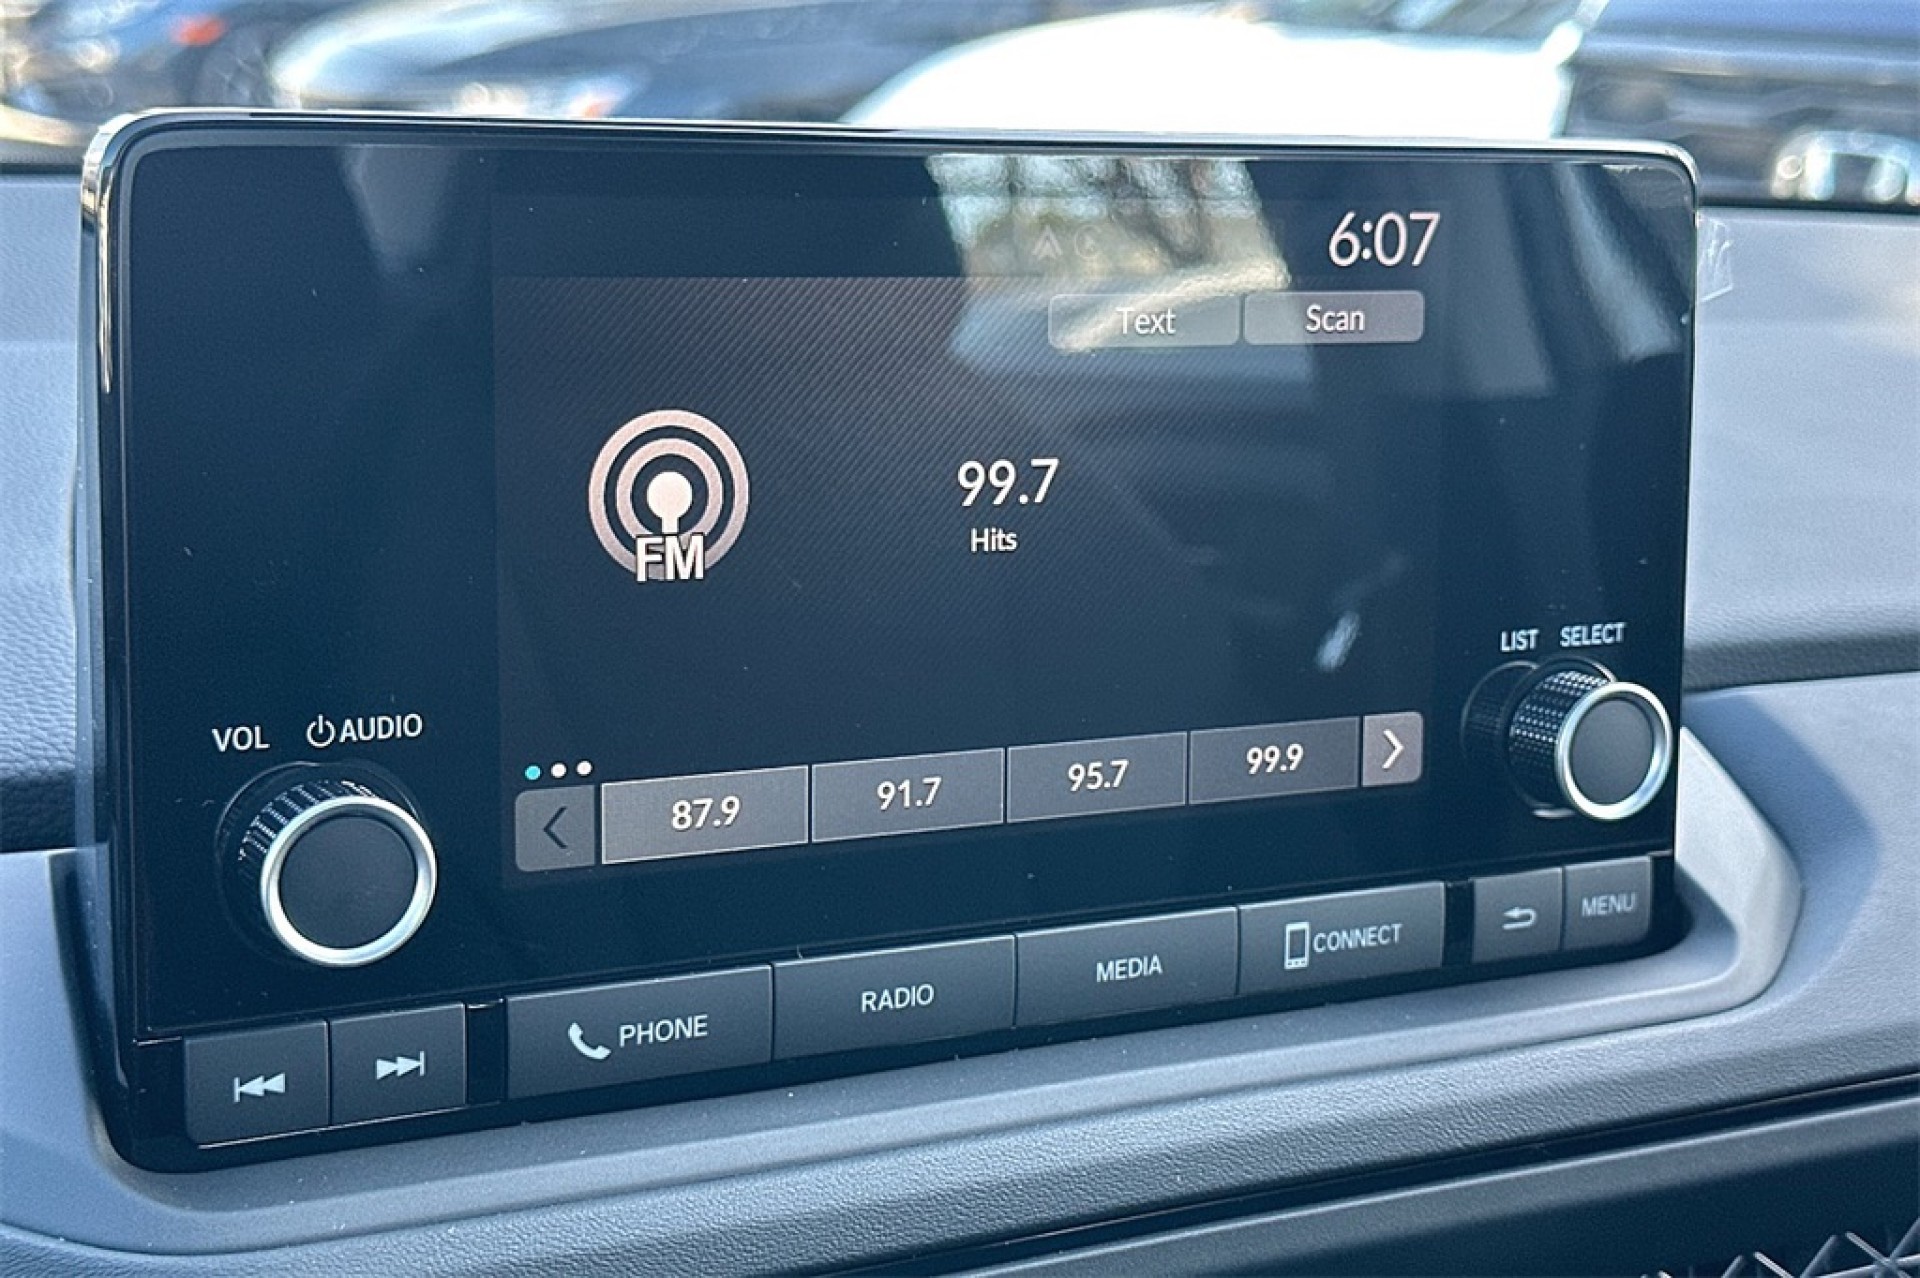 6:07
Text Scan
99.7
Hits
FM
LIST SELECT
VOL AUDIO
87.9 91.7 95.7 99.9
PHONE RADIO MEDIA CONNECT MENU